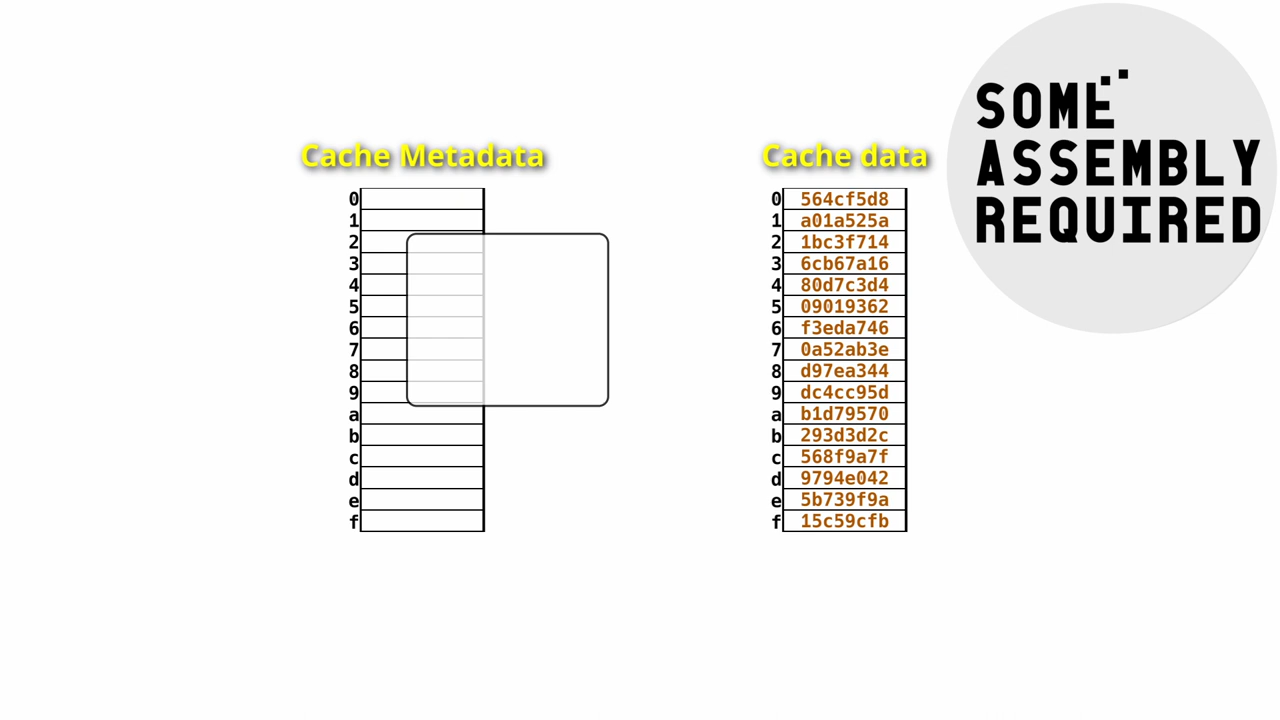 SOME
ASSEMBLY
REQUIRED
Cache Metadata
0
1
2
3
4
5
6
7
8
9
a
b
c
d
e
f
Cache data
0 564cf5d8
1 a01a525a
2 1bc3f714
3 6cb67a16
4 80d7c3d4
5 09019362
6 f3eda746
7 0a52ab3e
8 d97ea344
9 dc4cc95d
a b1d79570
b 293d3d2c
c 568f9a7f
d 9794e042
e 5b739f9a
f 15c59cfb